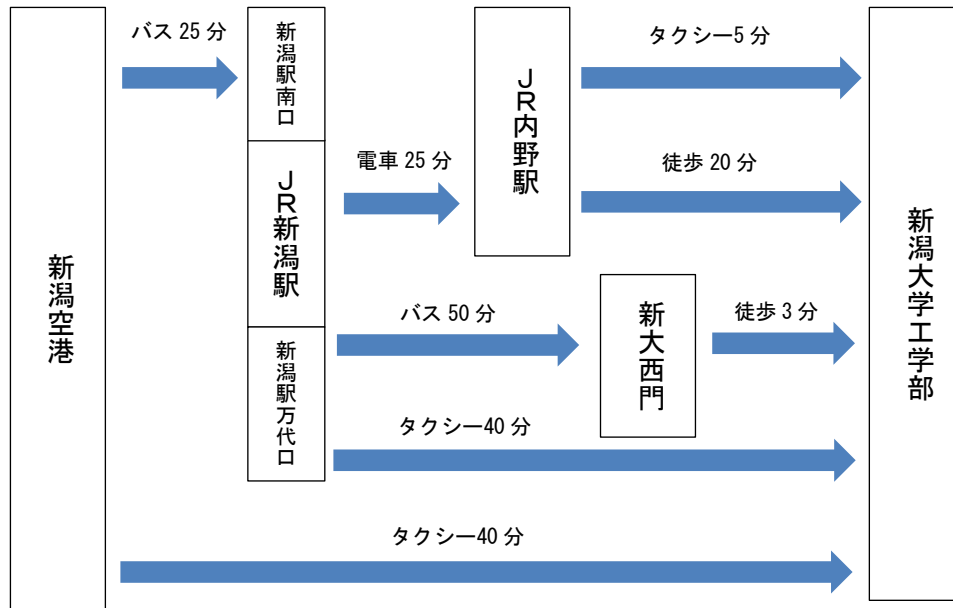 新潟空港
バス 25 分
新潟駅南口
JR新潟駅
新潟駅万代口
電車 25 分
JR内野駅
タクシー5 分
徒歩 20 分
バス 50 分
新大西門
徒歩 3 分
タクシー40 分
タクシー40 分
新潟大学工学部